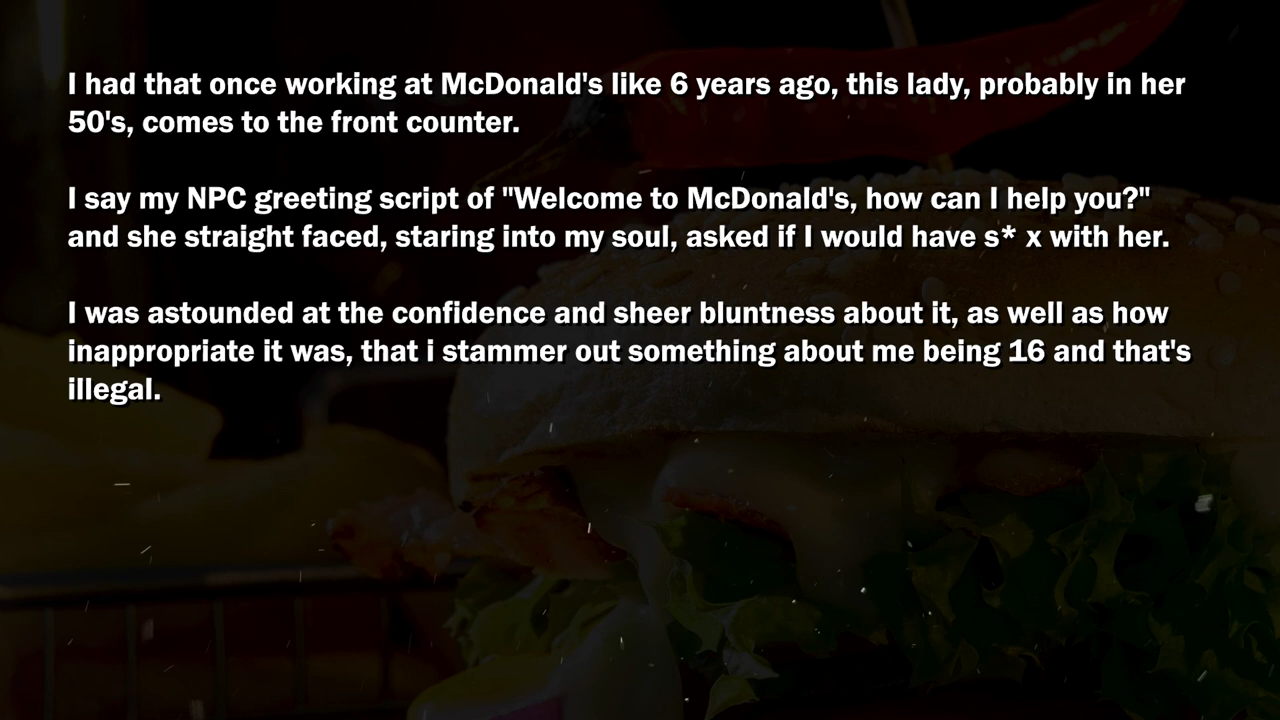 I had that once working at McDonald's like 6 years ago, this lady, probably in her
50's, comes to the front counter.
I say my NPC greeting script of "Welcome to McDonald's, how can I help you?"
and she straight faced, staring into my soul, asked if I would have s* x with her.
I was astounded at the confidence and sheer bluntness about it, as well as how
inappropriate it was, that i stammer out something about me being 16 and that's
illegal.